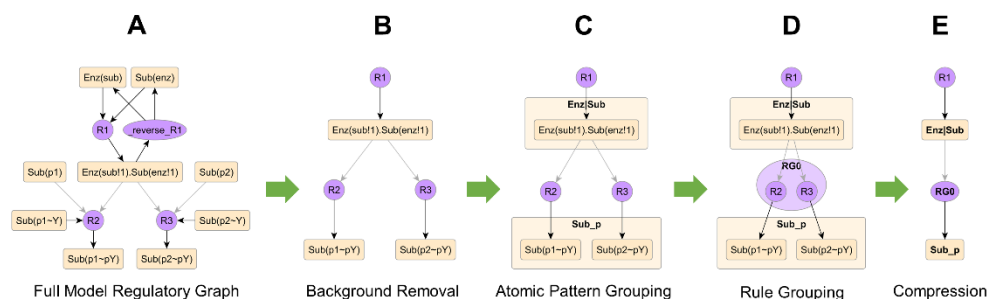 A
B
C
D
E
Enz(sub)
Sub(enz)
R1
_reverse_R1
Enz(sub!1).Sub(enz!1)
Sub(p1)
Sub(p2)
Sub(p1~Y)
R2
R3
Sub(p2~Y)
Sub(p1~pY)
Sub(p2~pY)
Full Model Regulatory Graph
R1
Enz(sub!1).Sub(enz!1)
R2
R3
Sub(p1~pY)
Sub(p2~pY)
Background Removal
R1
Enz|Sub
Enz(sub!1).Sub(enz!1)
R2
R3
Sub_p
Sub(p1~pY)
Sub(p2~pY)
Atomic Pattern Grouping
R1
Enz|Sub
Enz(sub!1).Sub(enz!1)
RG0
R2
R3
Sub_p
Sub(p1~pY)
Sub(p2~pY)
Rule Grouping
R1
Enz|Sub
RG0
Sub_p
Compression